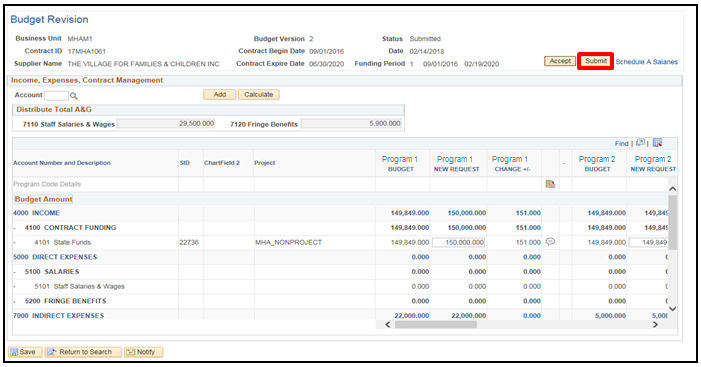 Budget Revision
Business Unit MHAM1 Budget Version 2 Status Submitted
Contract ID 17MHA1061 Contract Begin Date 09/01/2016 Date 02/14/2018
Supplier Name THE VILLAGE FOR FAMILIES & CHILDREN INC Contract Expire Date 06/30/2020 Funding Period 1 09/01/2016 02/19/2020 Accept Submit Schedule A Salaries
Income, Expenses, Contract Management
Account Add Calculate
Distribute Total A&G
7110 Staff Salaries & Wages 29,500.000 7120 Fringe Benefits 5,900.000
Find | |
Account Number and Description SID ChartField 2 Project Program 1 BUDGET Program 1 NEW REQUEST Program 1 CHANGE +/- - Program 2 BUDGET Program 2 NEW REQUEST
Program Code Details
Budget Amount
4000 INCOME 149,849.000 150,000.000 151.000 149,849.000 149,84
- 4100 CONTRACT FUNDING 149,849.000 150,000.000 151.000 149,849.000 149,84
- 4101 State Funds 22736 MHA_NONPROJECT 149,849.000 150,000.000 151.000 149,849.000 149,849
5000 DIRECT EXPENSES 0.000 0.000 0.000 0.000 0.00
- 5100 SALARIES 0.000 0.000 0.000 0.000 0.00
- 5101 Staff Salaries & Wages 0.000 0.000 0.000 0.000 0.00
- 5200 FRINGE BENEFITS 0.000 0.000 0.000 0.000 0.00
7000 INDIRECT EXPENSES 22,000.000 22,000.000 0.000 5,000.000 5,00
Save Return to Search Notify